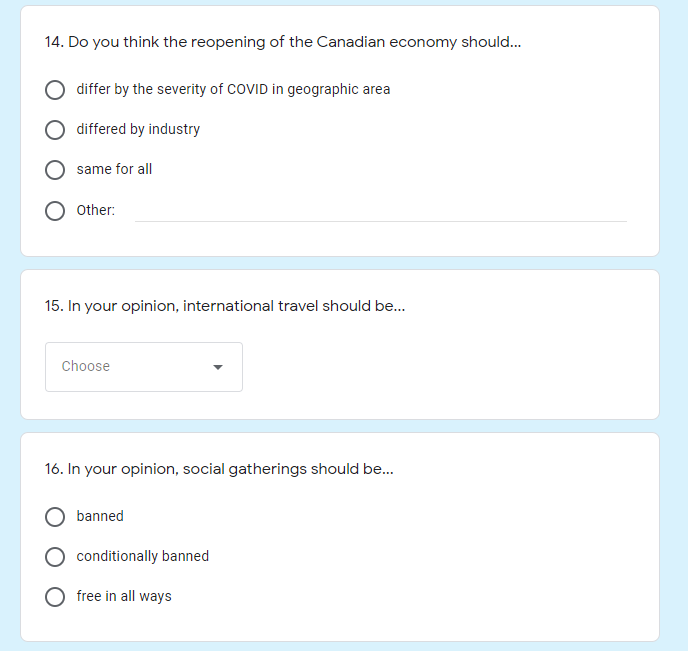 14. Do you think the reopening of the Canadian economy should...
differ by the severity of COVID in geographic area
differed by industry
same for all
Other:
15. In your opinion, international travel should be...
Choose
16. In your opinion, social gatherings should be...
banned
conditionally banned
free in all ways